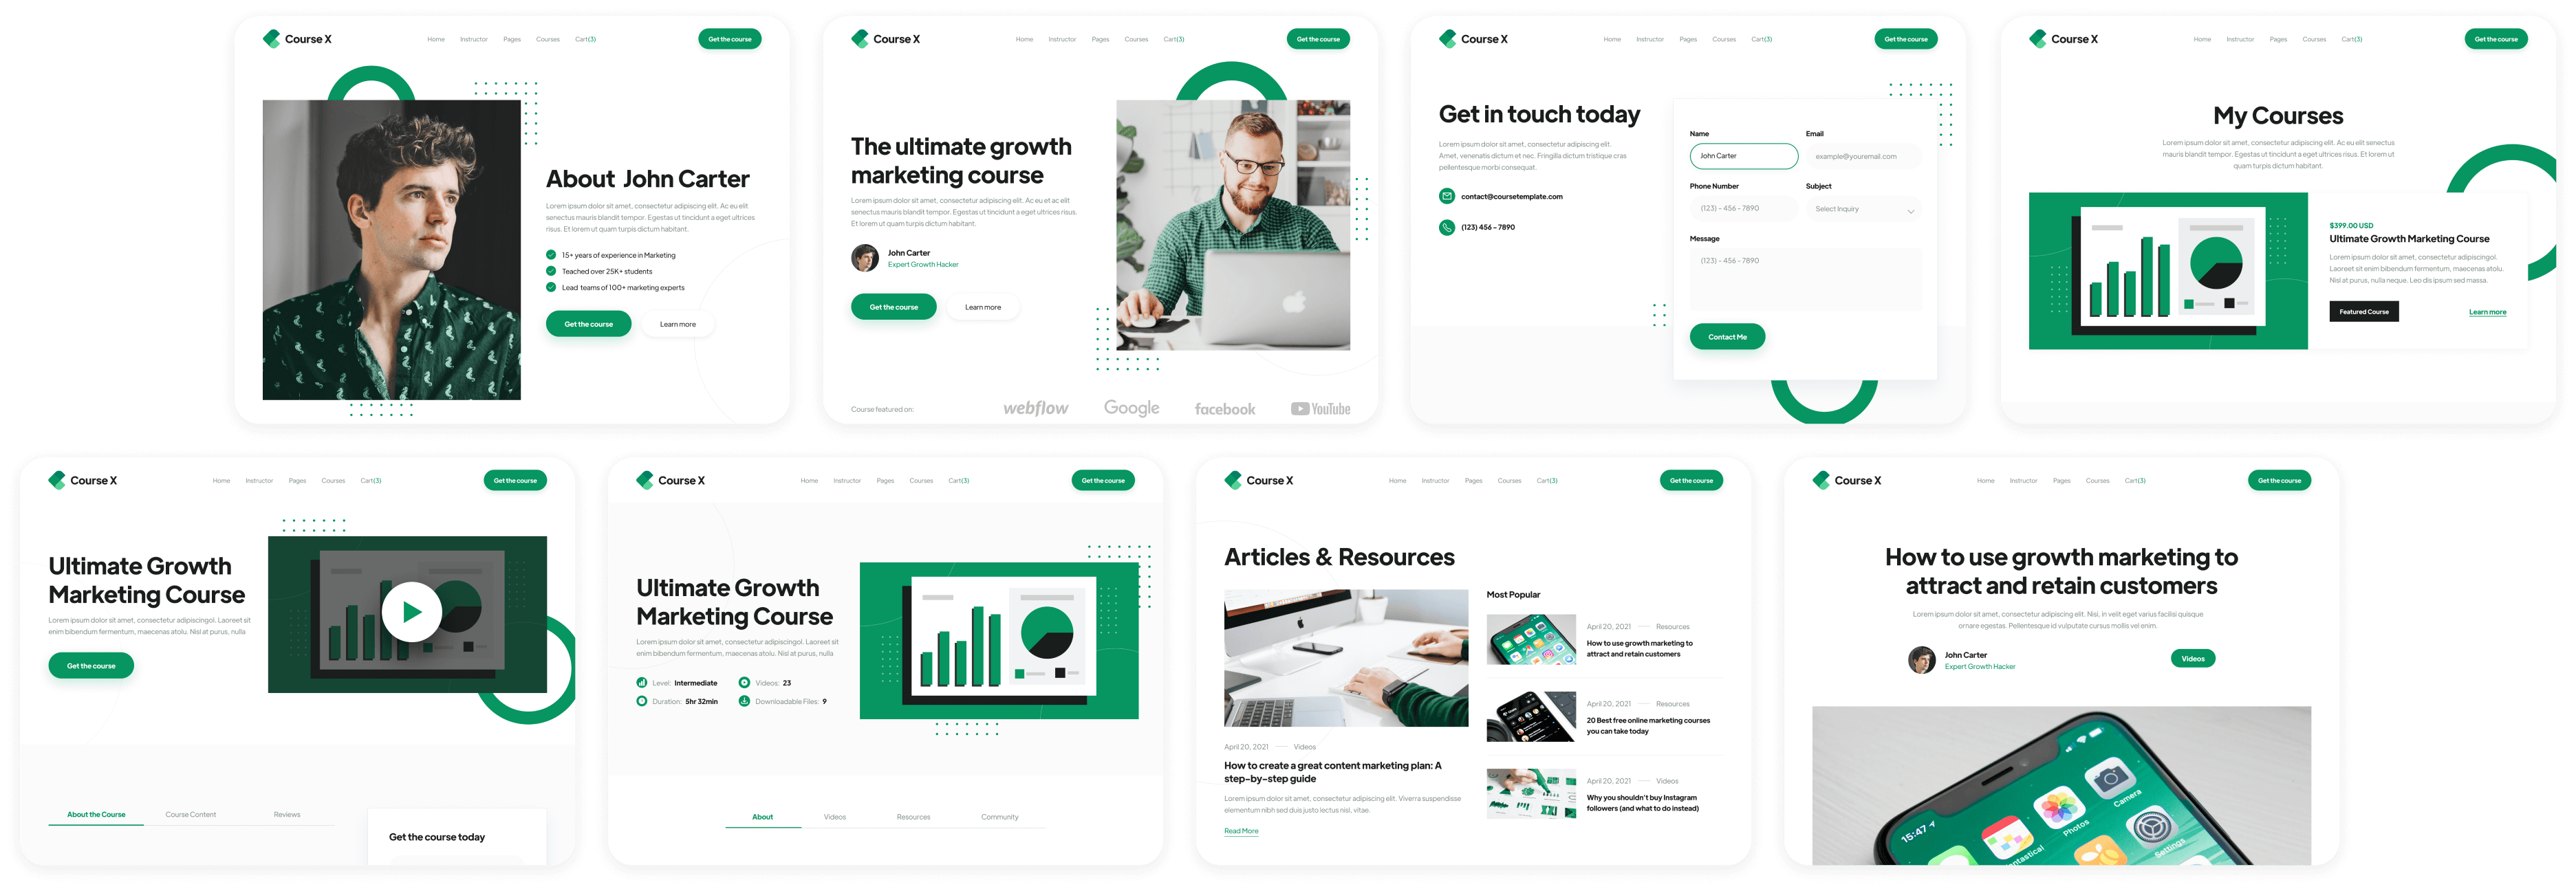 Course X
Home Instructor Pages Courses Cart(3)
Get the course
About John Carter
Lorem ipsum dolor sit amet, consectetur adipiscing elit. Ac eu elit
senectus mauris blandit tempor. Egestas ut tincidunt a eget ultrices
risus. Et lorem ut quam turpis dictum habitant.
15+ years of experience in Marketing
Teached over 25K+ students
Lead teams of 100+ marketing experts
Get the course Learn more
Course X
Home Instructor Pages Courses Cart(3)
Get the course
The ultimate growth
marketing course
Lorem ipsum dolor sit amet, consectetur adipiscing elit. Ac eu et ac elit
senectus mauris blandit tempor. Egestas ut tincidunt a eget ultrices risus.
Et lorem ut quam turpis dictum habitant.
John Carter
Expert Growth Hacker
Get the course Learn more
Course featured on:
webflow Google facebook YouTube
Course X
Home Instructor Pages Courses Cart(3)
Get the course
Get in touch today
Lorem ipsum dolor sit amet, consectetur adipiscing elit.
Amet, venenatis dictum et nec. Fringilla dictum tristique cras
pellentesque morbi consequat.
contact@coursetemplate.com
(123) 456 - 7890
Name Email
John Carter example@youremail.com
Phone Number Subject
(123) - 456 - 7890 Select Inquiry
Message
(123) - 456 - 7890
Contact Me
Course X
Home Instructor Pages Courses Cart(3)
Get the course
My Courses
Lorem ipsum dolor sit amet, consectetur adipiscing elit. Ac eu elit senectus
mauris blandit tempor. Egestas ut tincidunt a eget ultrices risus. Et lorem ut
quam turpis dictum habitant.
$399.00 USD
Ultimate Growth Marketing Course
Lorem ipsum dolor sit amet, consectetur adipiscingol.
Laoreet sit enim bibendum fermentum, maecenas atolu.
Nisl at purus, nulla neque. Leo dis ipsum sed massa.
Featured Course Learn more
Course X
Home Instructor Pages Courses Cart(3)
Get the course
Ultimate Growth
Marketing Course
Lorem ipsum dolor sit amet, consectetur adipiscingol. Laoreet sit
enim bibendum fermentum, maecenas atolu. Nisl at purus, nulla
Get the course
About the Course Course Content Reviews
Get the course today
Course X
Home Instructor Pages Courses Cart(3)
Get the course
Ultimate Growth
Marketing Course
Lorem ipsum dolor sit amet, consectetur adipiscingol. Laoreet sit
enim bibendum fermentum, maecenas atolu. Nisl at purus, nulla
Level: Intermediate Videos: 23
Duration: 5hr 32min Downloadable Files: 9
About Videos Resources Community
Course X
Home Instructor Pages Courses Cart(3)
Get the course
Articles & Resources
April 20, 2021 Videos
How to create a great content marketing plan: A
step-by-step guide
Lorem ipsum dolor sit amet, consectetur adipiscing elit. Viverra suspendisse
elementum nibh sed duis justo lectus nisi, vitae.
Read More
Most Popular
April 20, 2021 Resources
How to use growth marketing to
attract and retain customers
April 20, 2021 Resources
20 Best free online marketing courses
you can take today
April 20, 2021 Videos
Why you shouldn't buy Instagram
followers (and what to do instead)
Course X
Home Instructor Pages Courses Cart(3)
Get the course
How to use growth marketing to
attract and retain customers
Lorem ipsum dolor sit amet, consectetur adipiscing elit. Nisi, in velit eget varius facilisi quisque
ornare egestas. Pellentesque id vulputate cursus mollis vel enim.
John Carter
Expert Growth Hacker
Videos
15:47
Camera
Photos
Settings